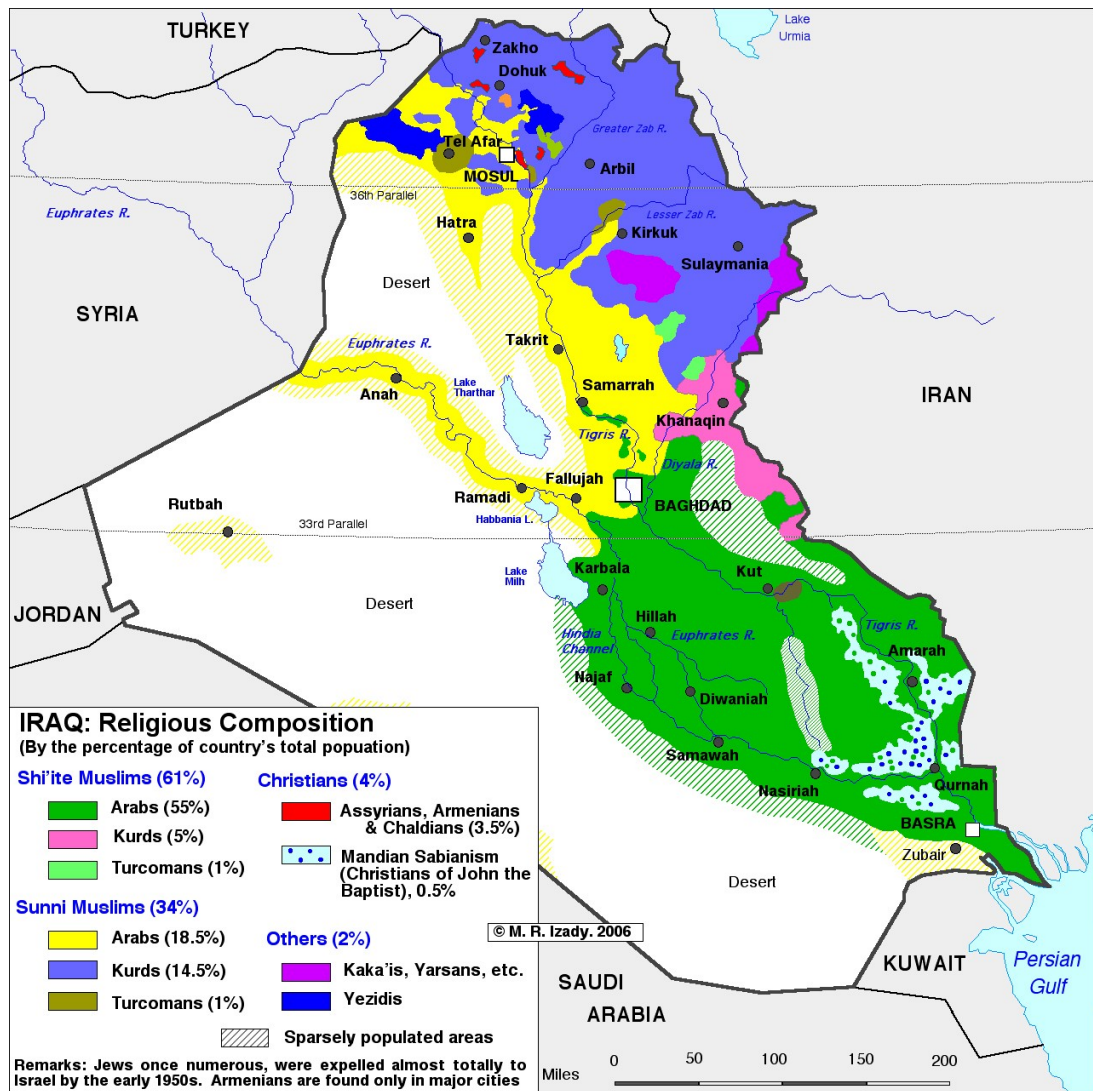 TURKEY
Lake
Urmia
Zakho
Dohuk
Greater Zab R.
Tel Afar
MOSUL
Arbil
36th Parallel
Euphrates R.
Lesser Zab R.
Hatra
Kirkuk
Sulaymania
Desert
SYRIA
Euphrates R.
Takrit
Anah
Lake
Tharthar
Samarrah
IRAN
Khanaqin
Tigris R.
Diyala R.
Fallujah
Ramadi
BAGHDAD
Rutbah
Habbania L.
33rd Parallel
Karbala
Kut
Lake
Milh
Desert
JORDAN
Hillah
Euphrates R.
Tigris R.
Hindia
Channel
Amarah
Najaf
Diwaniah
Samawah
Nasiriah
Qurnah
BASRA
Zubair
Desert
© M. R. Izady. 2006
KUWAIT
Persian
Gulf
SAUDI
ARABIA
IRAQ: Religious Composition
(By the percentage of country's total popuation)
Shi'ite Muslims (61%)
Arabs (55%)
Kurds (5%)
Turcomans (1%)
Sunni Muslims (34%)
Arabs (18.5%)
Kurds (14.5%)
Turcomans (1%)
Christians (4%)
Assyrians, Armenians
& Chaldians (3.5%)
Mandian Sabianism
(Christians of John the
Baptist), 0.5%
Others (2%)
Kaka'is, Yarsans, etc.
Yezidis
Sparsely populated areas
Remarks: Jews once numerous, were expelled almost totally to
Israel by the early 1950s. Armenians are found only in major cities
Miles
0 50 100 150 200